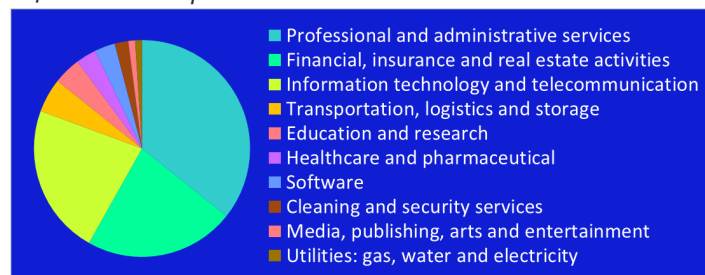 Professional and administrative services
Financial, insurance and real estate activities
Information technology and telecommunication
Transportation, logistics and storage
Education and research
Healthcare and pharmaceutical
Software
Cleaning and security services
Media, publishing, arts and entertainment
Utilities: gas, water and electricity